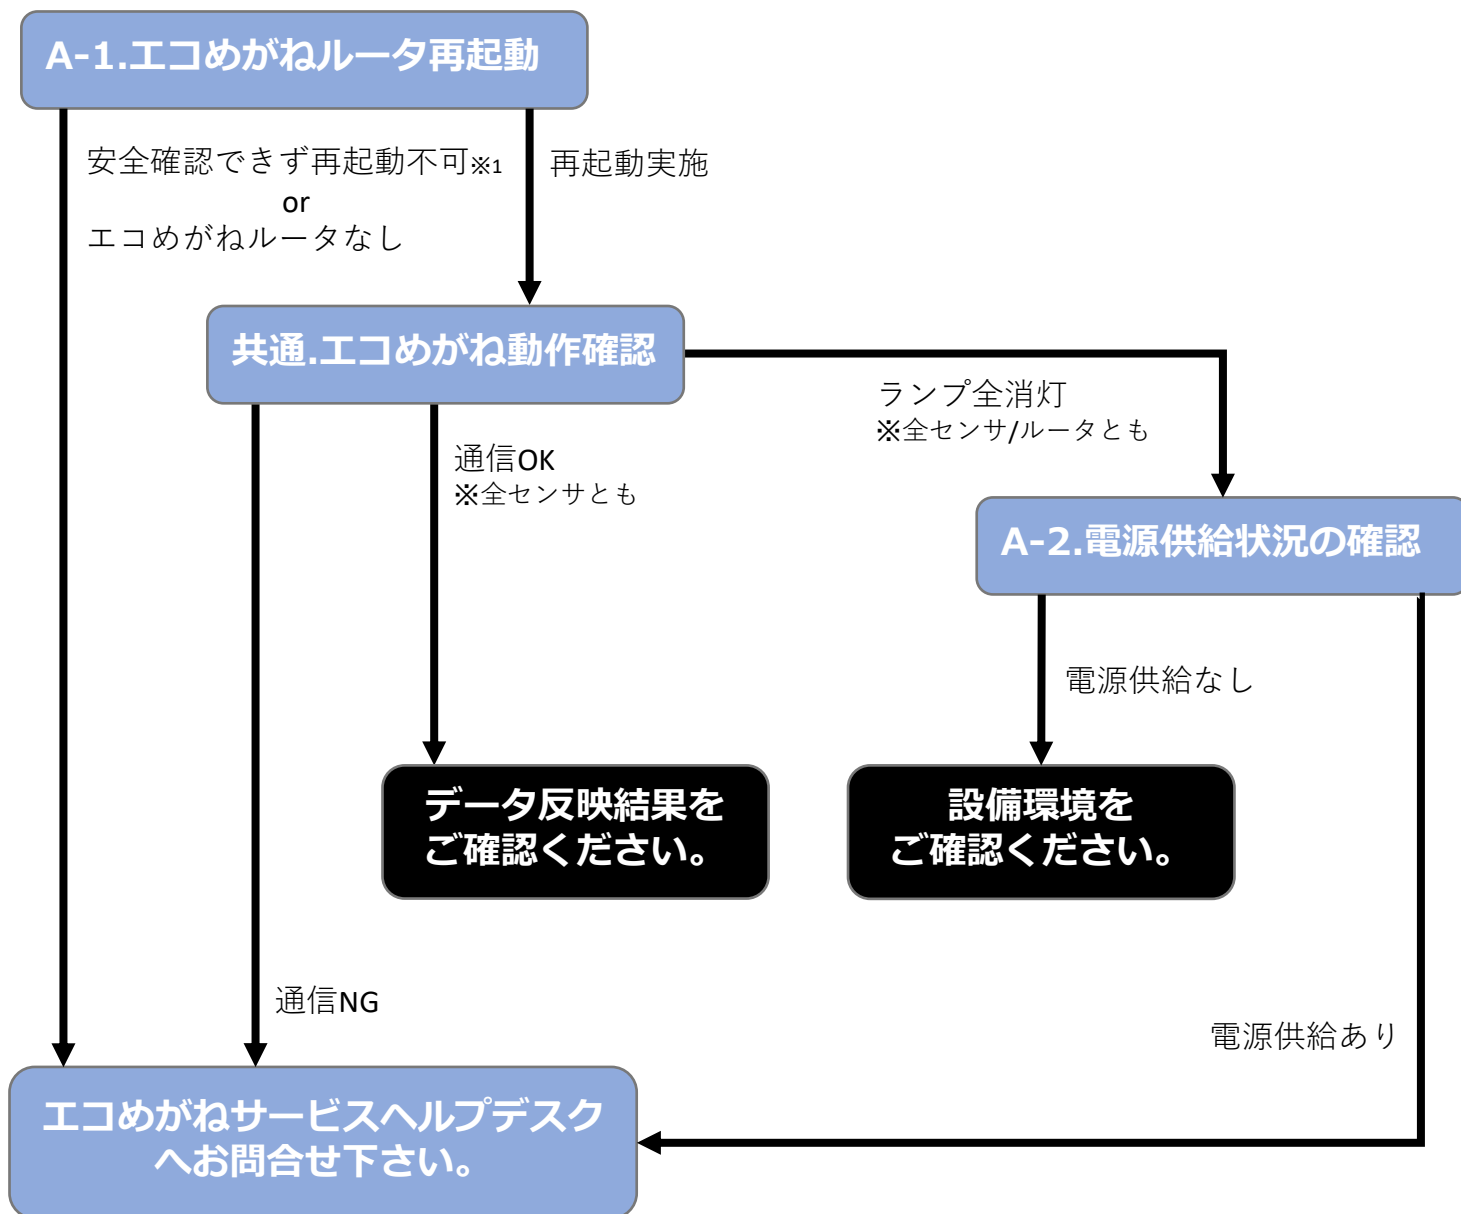 A-1.エコめがねルータ再起動
安全確認できず再起動不可※1
or
エコめがねルータなし
再起動実施
共通.エコめがね動作確認
ランプ全消灯
※全センサ/ルータとも
通信OK
※全センサとも
A-2.電源供給状況の確認
電源供給なし
データ反映結果を
ご確認ください。
設備環境を
ご確認ください。
通信NG
電源供給あり
エコめがねサービスヘルプデスク
へお問合せ下さい。